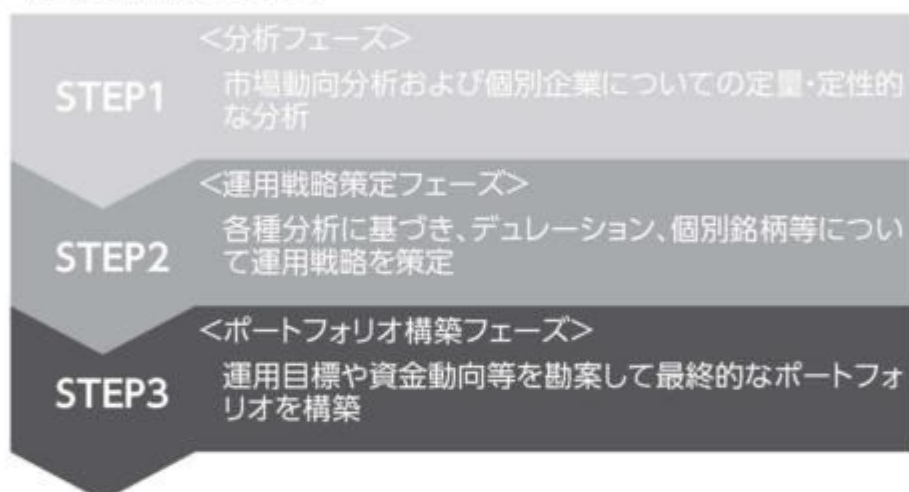 <分析フェーズ>
STEP1
市場動向分析および個別企業についての定量・定性的
な分析
<運用戦略策定フェーズ>
STEP2
各種分析に基づき、デュレーション、個別銘柄等につい
て運用戦略を策定
<ポートフォリオ構築フェーズ>
STEP3
運用目標や資金動向等を勘案して最終的なポートフォ
リオを構築